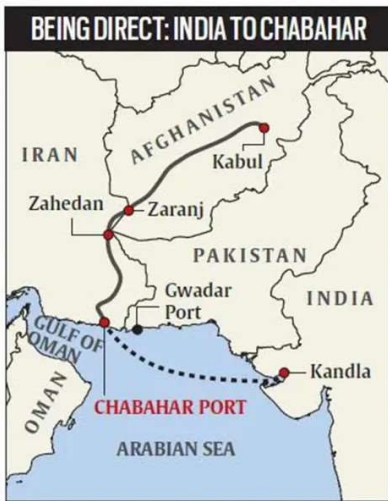 BEING DIRECT: INDIA TO CHABAHAR
AFGHANISTAN
IRAN
Kabul
Zahedan
Zaranj
PAKISTAN
Gwadar
Port
INDIA
GULF OF
OMAN
Kandla
OMAN
CHABAHAR PORT
ARABIAN SEA